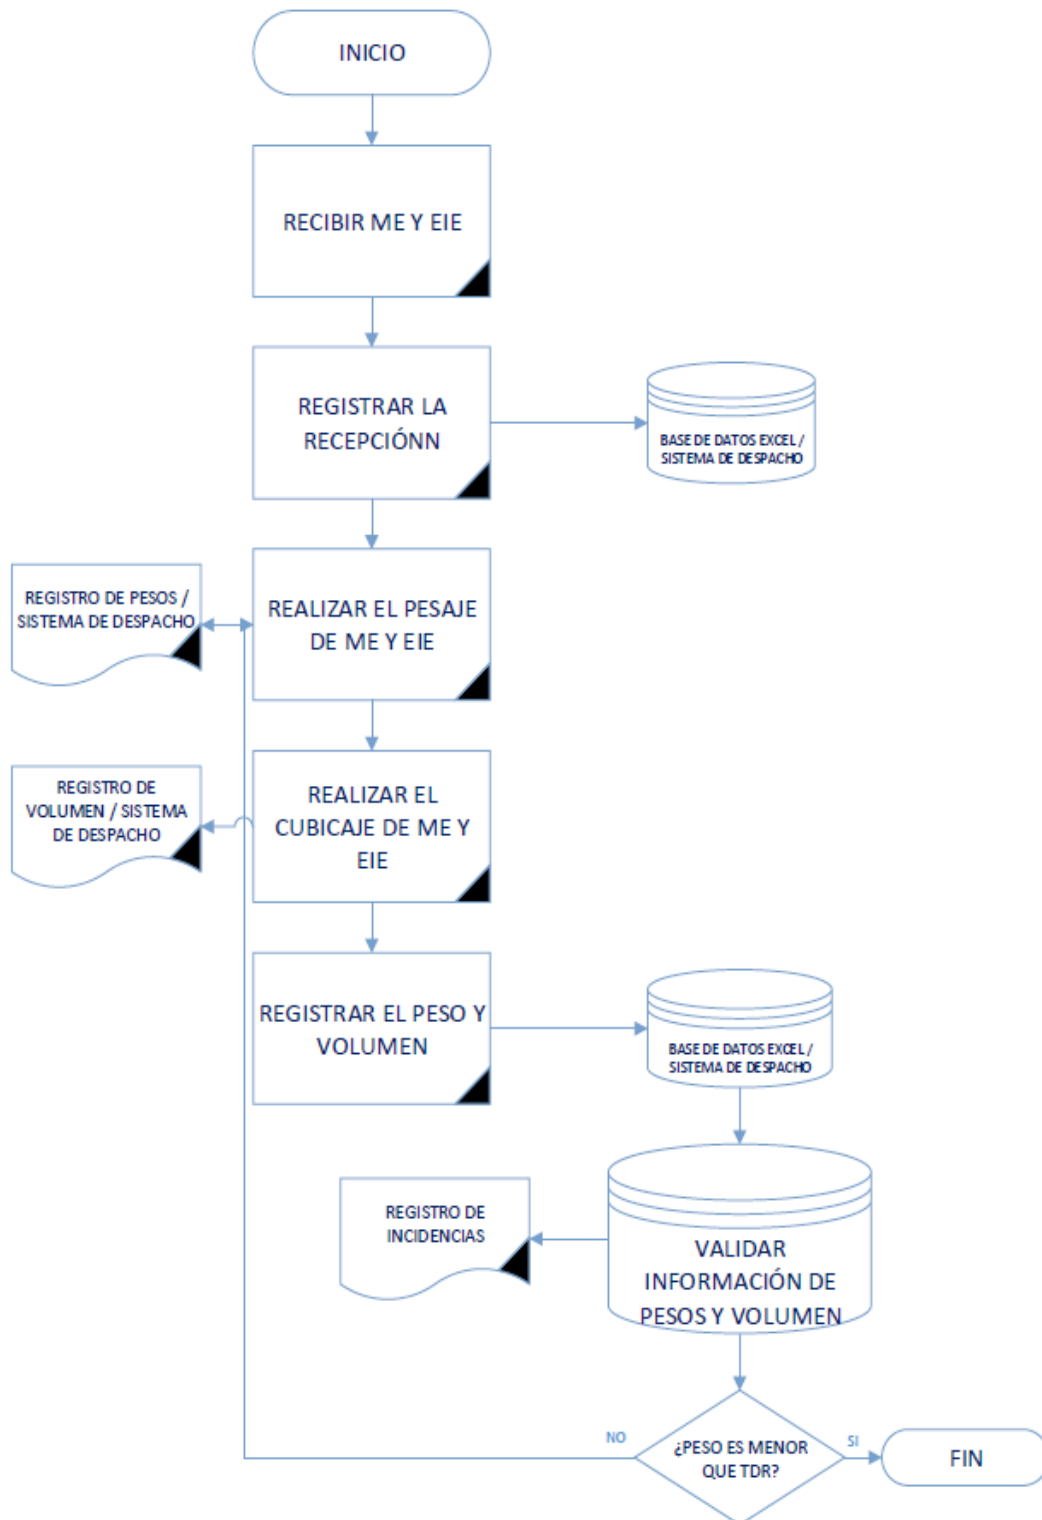 INICIO
RECIBIR ME Y EIE
REGISTRAR LA
RECEPCIÓNN
BASE DE DATOS EXCEL /
SISTEMA DE DESPACHO
REGISTRO DE PESOS /
SISTEMA DE DESPACHO
REALIZAR EL PESAJE
DE ME Y EIE
REGISTRO DE
VOLUMEN / SISTEMA
DE DESPACHO
REALIZAR EL
CUBICAJE DE ME Y
EIE
REGISTRAR EL PESO Y
VOLUMEN
BASE DE DATOS EXCEL /
SISTEMA DE DESPACHO
REGISTRO DE
INCIDENCIAS
VALIDAR
INFORMACIÓN DE
PESOS Y VOLUMEN
NO
¿PESO ES MENOR
QUE TDR?
SI
FIN